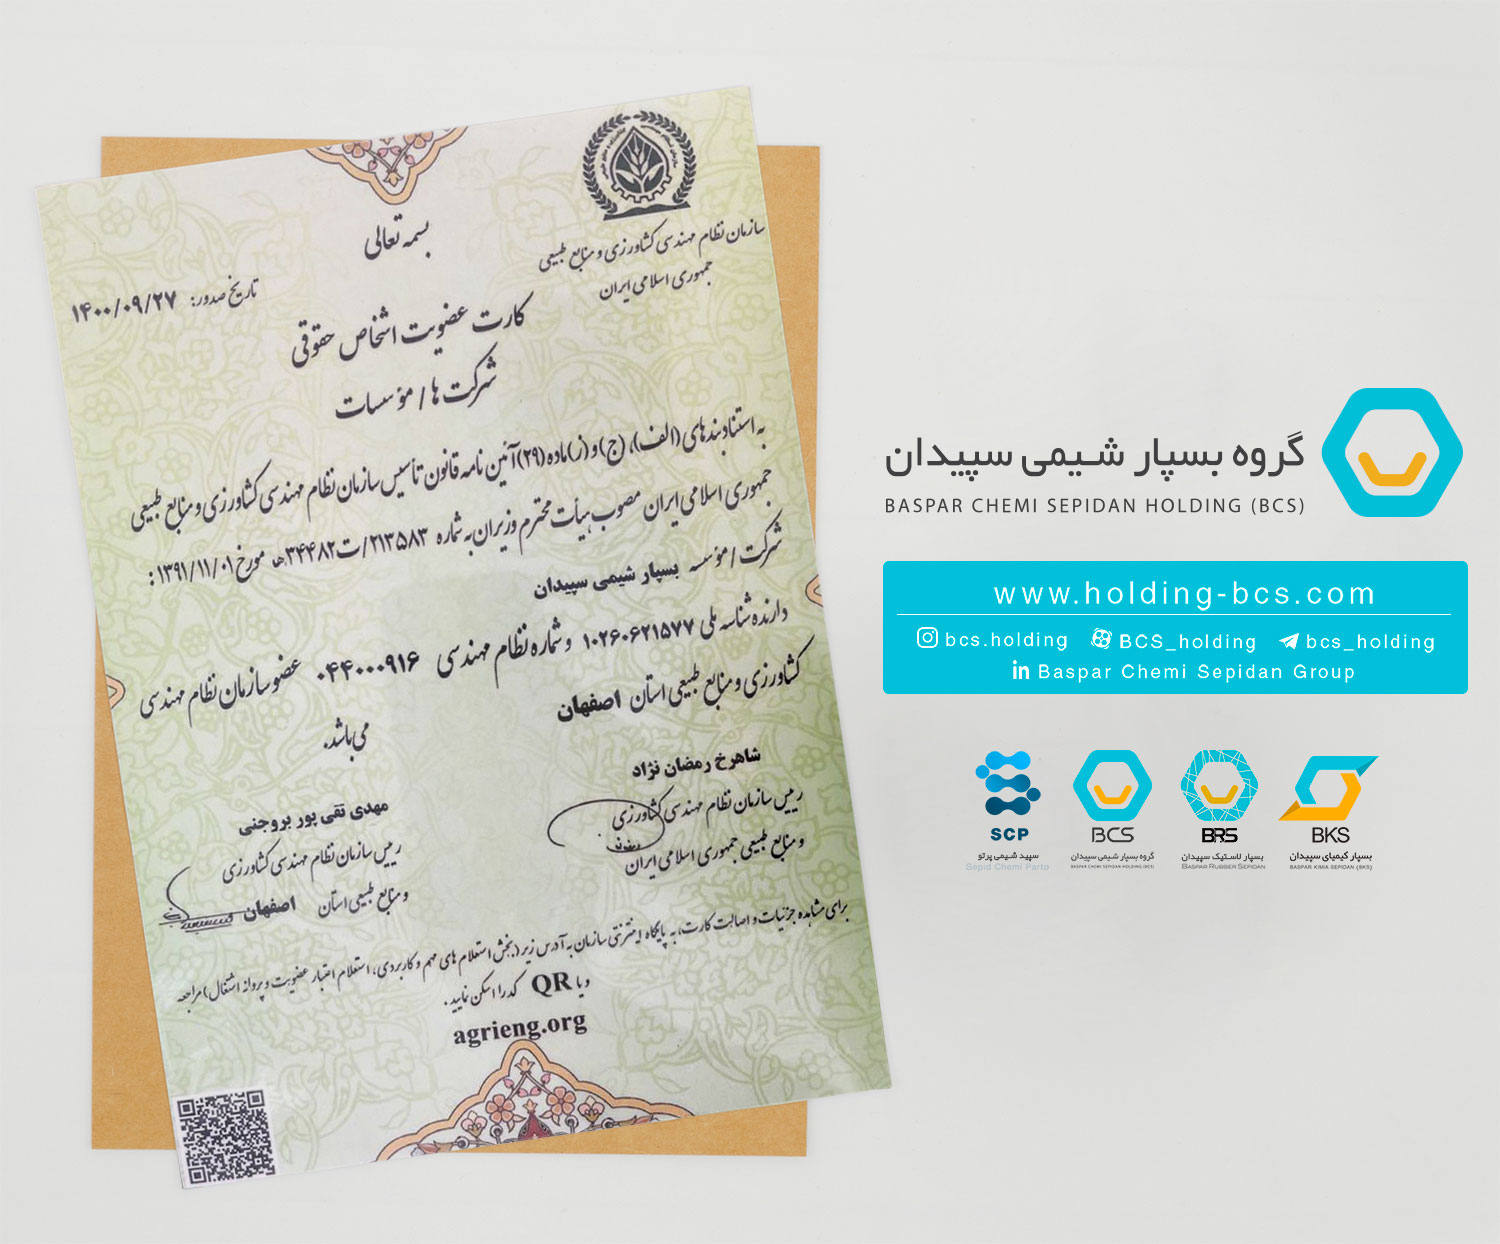 سازمان نظام مهندسی کشاورزی و منابع طبیعی
جمهوری اسلامی ایران
بسمه تعالی
تاریخ صدور: ۱۴۰۰/۰۹/۲۷
کارت عضویت اشخاص حقوقی
شرکت ها / مؤسسات
به استناد بندهای (الف)، (ج) و (ز) ماده (۲۹) آئین نامه قانون تأسیس سازمان نظام مهندسی کشاورزی و منابع طبیعی
جمهوری اسلامی ایران مصوب هیأت محترم وزیران به شماره ۲۱۳۵۸۳/ت۳۴۴۸۲ه مورخ ۱۳۹۱/۱۱/۰۱ :
شرکت / مؤسسه بسپار شیمی سپیدان
دارنده شناسه ملی ۱۰۲۶۰۶۲۱۵۷۷ و شماره نظام مهندسی ۰۴۴۰۰۰۹۱۶ عضو سازمان نظام مهندسی
کشاورزی و منابع طبیعی استان اصفهان
می باشد.
شاهرخ رمضان نژاد
رییس سازمان نظام مهندسی کشاورزی
و منابع طبیعی جمهوری اسلامی ایران
مهدی تقی پور بروجنی
رییس سازمان نظام مهندسی کشاورزی
و منابع طبیعی استان اصفهان
برای مشاهده جزئیات و اصالت کارت، به پایگاه اینترنتی سازمان به آدرس زیر (بخش استعلام های مهم و کاربردی، استعلام اعتبار عضویت و پروانه اشتغال) مراجعه
و یا QR کد را اسکن نمایید.
agrieng.org
گروه بسپار شیمی سپیدان
BASPAR CHEMI SEPIDAN HOLDING (BCS)
www.holding-bcs.com
bcs.holding BCS_holding bcs_holding
in Baspar Chemi Sepidan Group
SCP
سپید شیمی پرتو
Sepid Chemi Parto
BCS
گروه بسپار شیمی سپیدان
BASPAR CHEMI SEPIDAN HOLDING (BCS)
BRS
بسپار لاستیک سپیدان
BASPAR RUBBER SEPIDAN
BKS
بسپار کیمیای سپیدان
BASPAR KIMIA SEPIDAN (BKS)